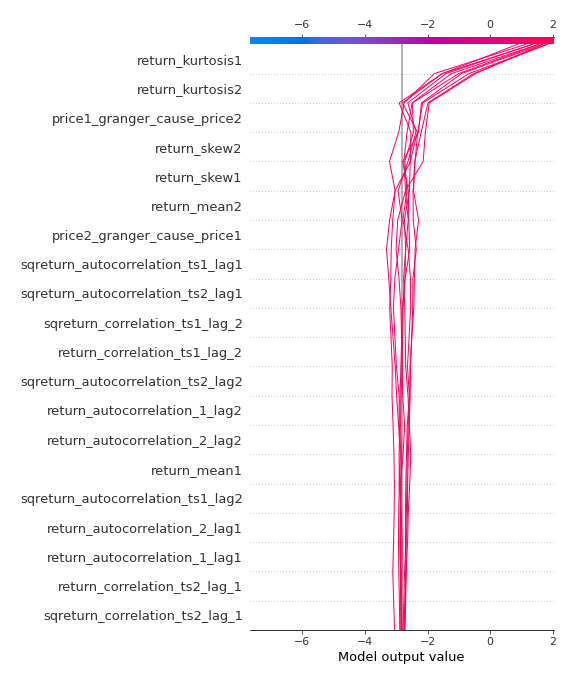 −6 −4 −2 0 2
return_kurtosis1
return_kurtosis2
price1_granger_cause_price2
return_skew2
return_skew1
return_mean2
price2_granger_cause_price1
sqreturn_autocorrelation_ts1_lag1
sqreturn_autocorrelation_ts2_lag1
sqreturn_correlation_ts1_lag_2
return_correlation_ts1_lag_2
sqreturn_autocorrelation_ts2_lag2
return_autocorrelation_1_lag2
return_autocorrelation_2_lag2
return_mean1
sqreturn_autocorrelation_ts1_lag2
return_autocorrelation_2_lag1
return_autocorrelation_1_lag1
return_correlation_ts2_lag_1
sqreturn_correlation_ts2_lag_1
−6 −4 −2 0 2
Model output value